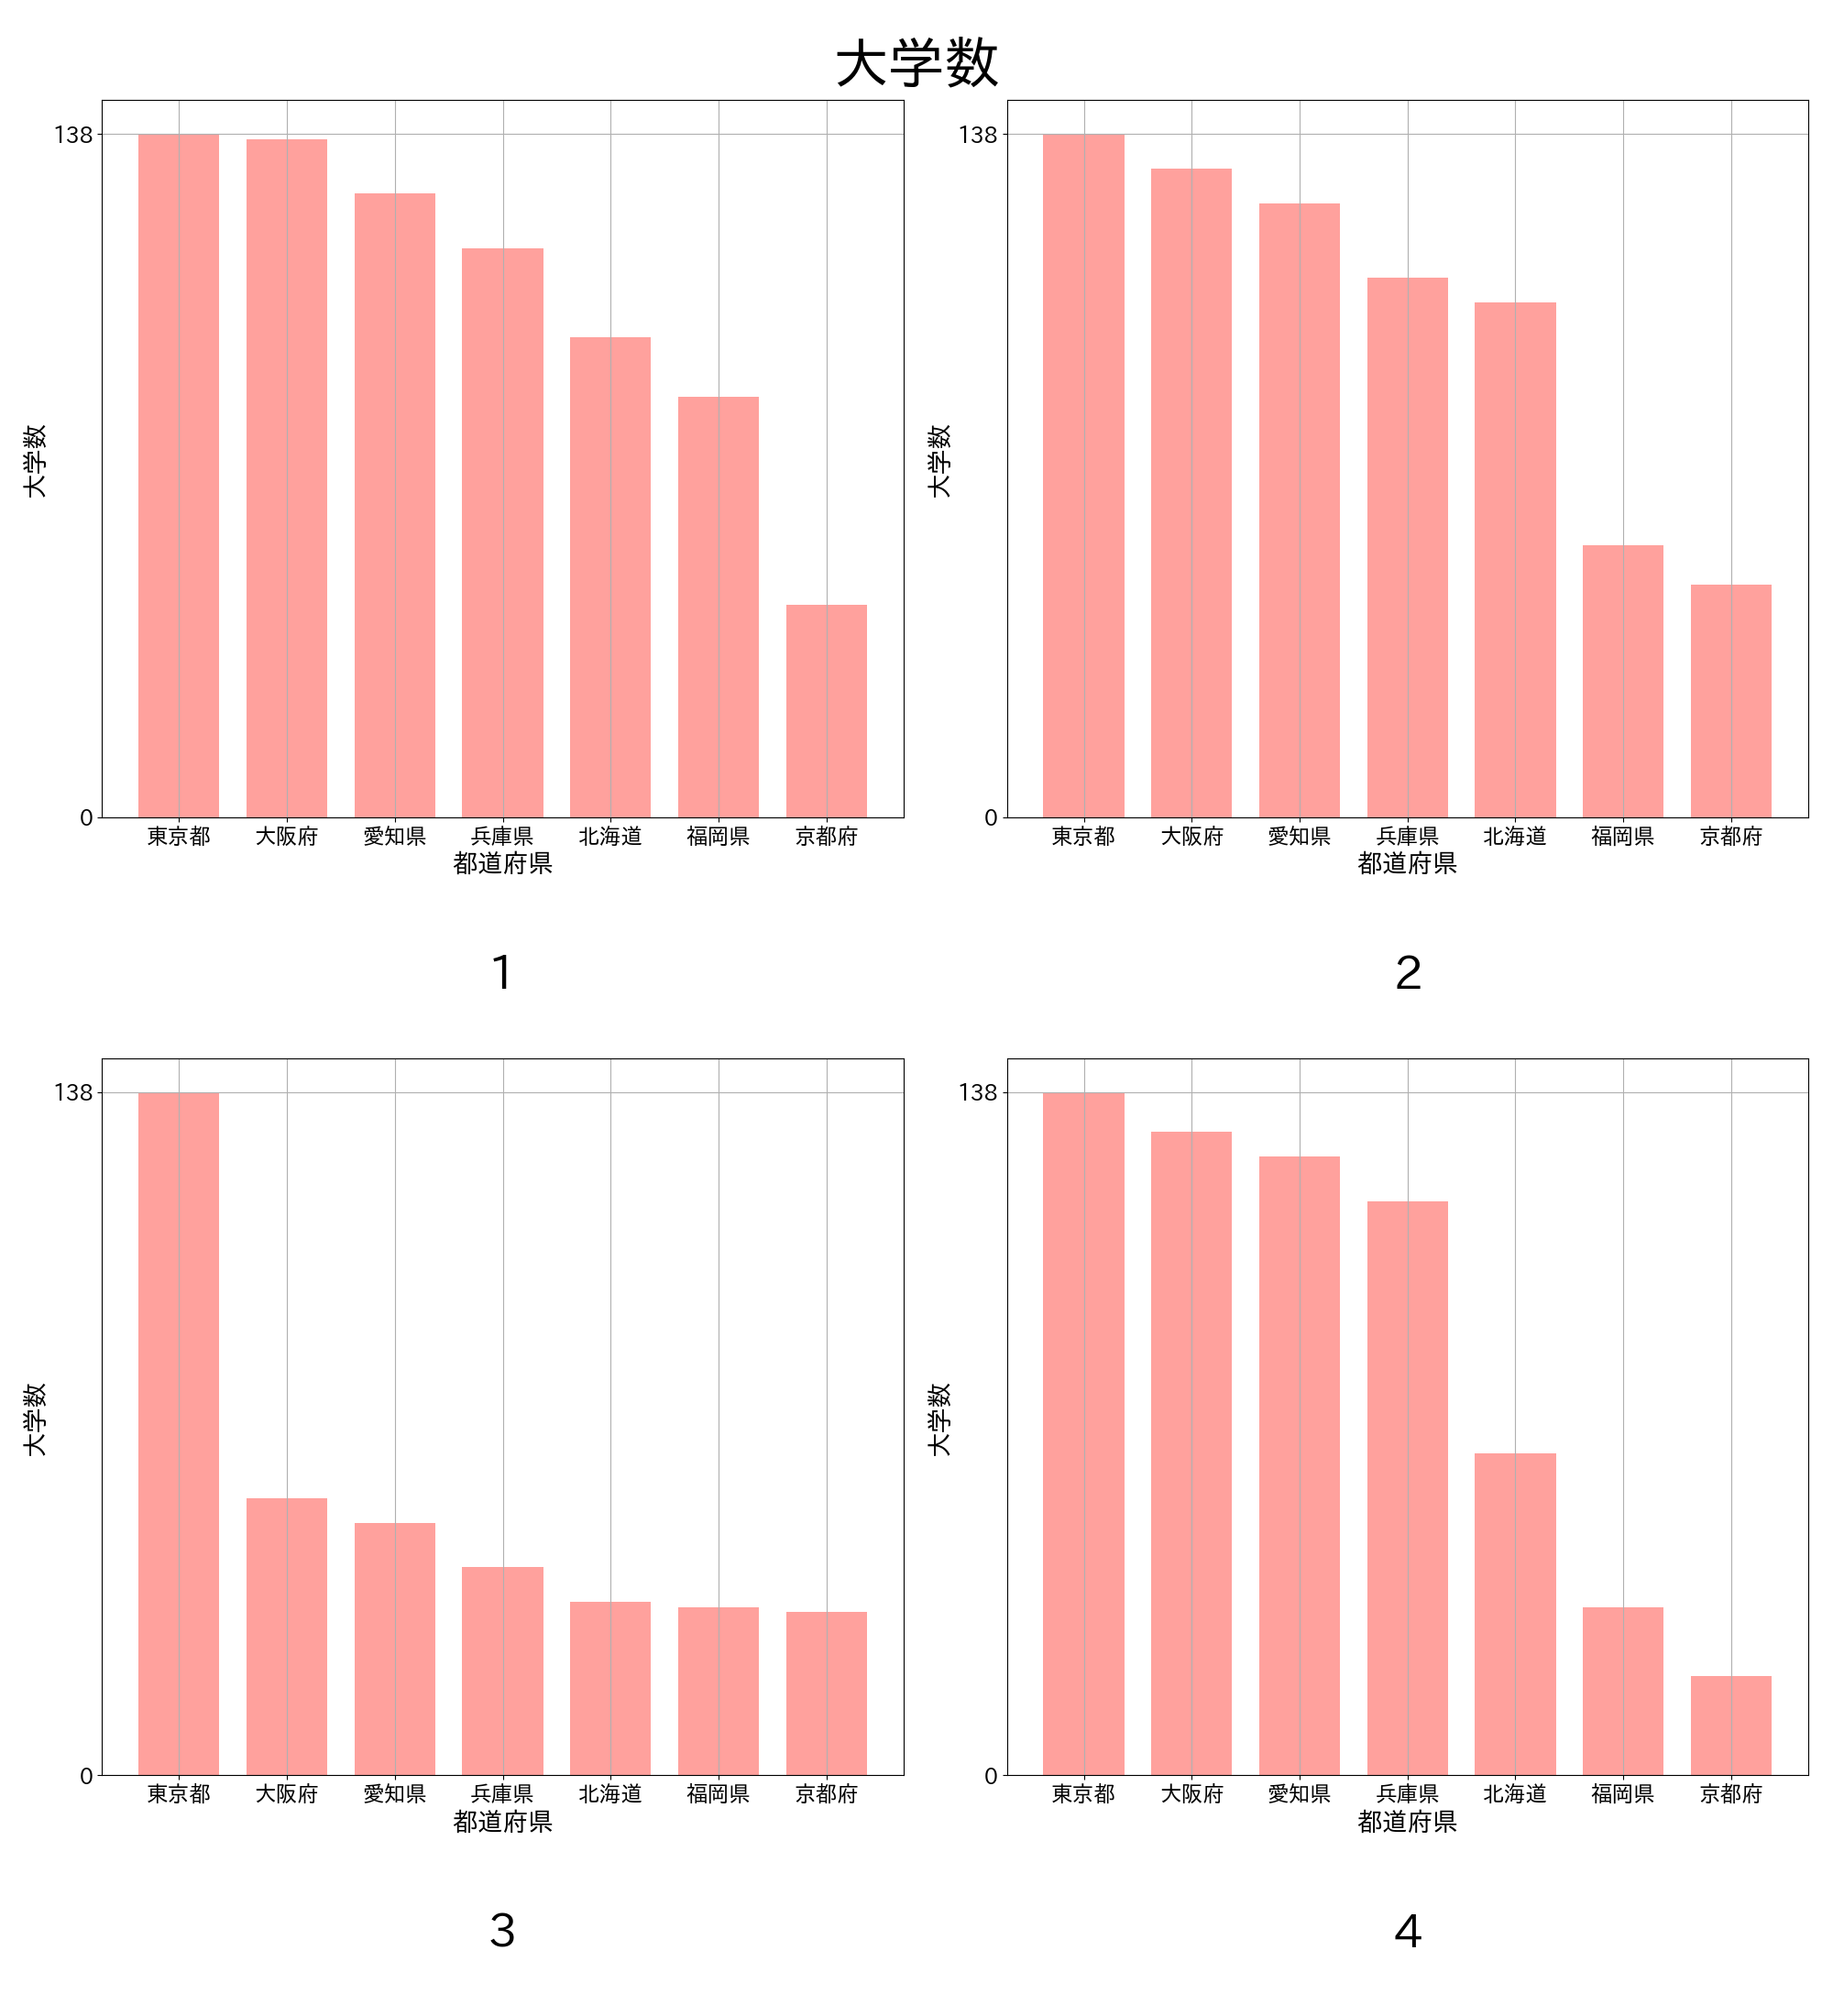 大学数
138
0
大学数
東京都 大阪府 愛知県 兵庫県 北海道 福岡県 京都府
都道府県
1
138
0
大学数
東京都 大阪府 愛知県 兵庫県 北海道 福岡県 京都府
都道府県
2
138
0
大学数
東京都 大阪府 愛知県 兵庫県 北海道 福岡県 京都府
都道府県
3
138
0
大学数
東京都 大阪府 愛知県 兵庫県 北海道 福岡県 京都府
都道府県
4